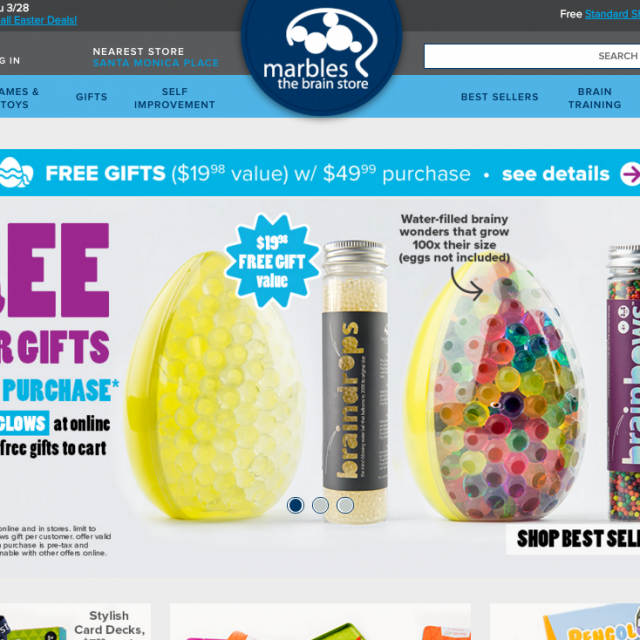 u 3/28
all Easter Deals!
Free Standard S
G IN
NEAREST STORE
SANTA MONICA PLACE
marbles
the brain store
SEARCH
AMES &
TOYS
GIFTS
SELF
IMPROVEMENT
BEST SELLERS
BRAIN
TRAINING
FREE GIFTS ($19.98 value) w/ $49.99 purchase • see details
EE
R GIFTS
PURCHASE*
GLOWS at online
free gifts to cart
$19.98
FREE GIFT
value
Water-filled brainy
wonders that grow
100x their size
(eggs not included)
braindrops
nline and in stores. limit to
ws gift per customer. offer valid
purchase is pre-tax and
nable with other offers online.
SHOP BEST SEL
Stylish
Card Decks,